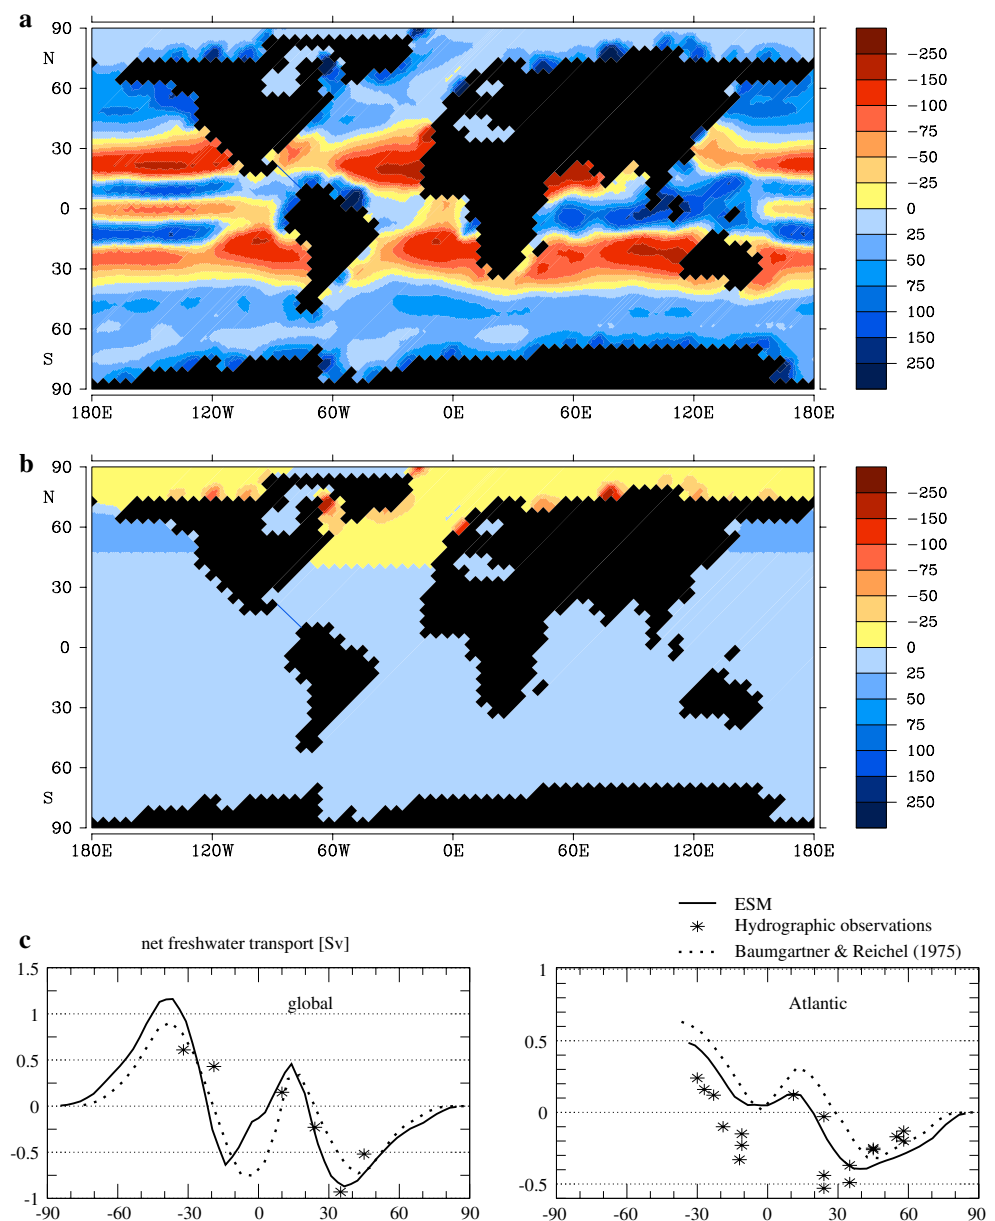 a
90
N
60
30
0
30
60
S
90
180E
120W
60W
0E
60E
120E
180E
−250
−150
−100
−75
−50
−25
0
25
50
75
100
150
250
b
90
N
60
30
0
30
60
S
90
180E
120W
60W
0E
60E
120E
180E
−250
−150
−100
−75
−50
−25
0
25
50
75
100
150
250
ESM
Hydrographic observations
Baumgartner & Reichel (1975)
c
net freshwater transport [Sv]
global
1.5
1
0.5
0
-0.5
-1
-90
-60
-30
0
30
60
90
Atlantic
1
0.5
0
-0.5
-90
-60
-30
0
30
60
90